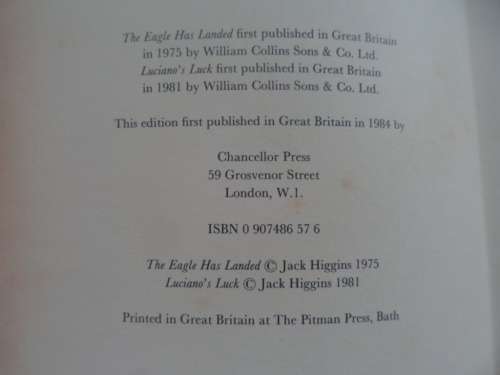 The Eagle Has Landed first published in Great Britain
in 1975 by William Collins Sons & Co. Ltd.
Luciano's Luck first published in Great Britain
in 1981 by William Collins Sons & Co. Ltd.
This edition first published in Great Britain in 1984 by
Chancellor Press
59 Grosvenor Street
London, W.1.
ISBN 0 907486 57 6
The Eagle Has Landed © Jack Higgins 1975
Luciano's Luck © Jack Higgins 1981
Printed in Great Britain at The Pitman Press, Bath